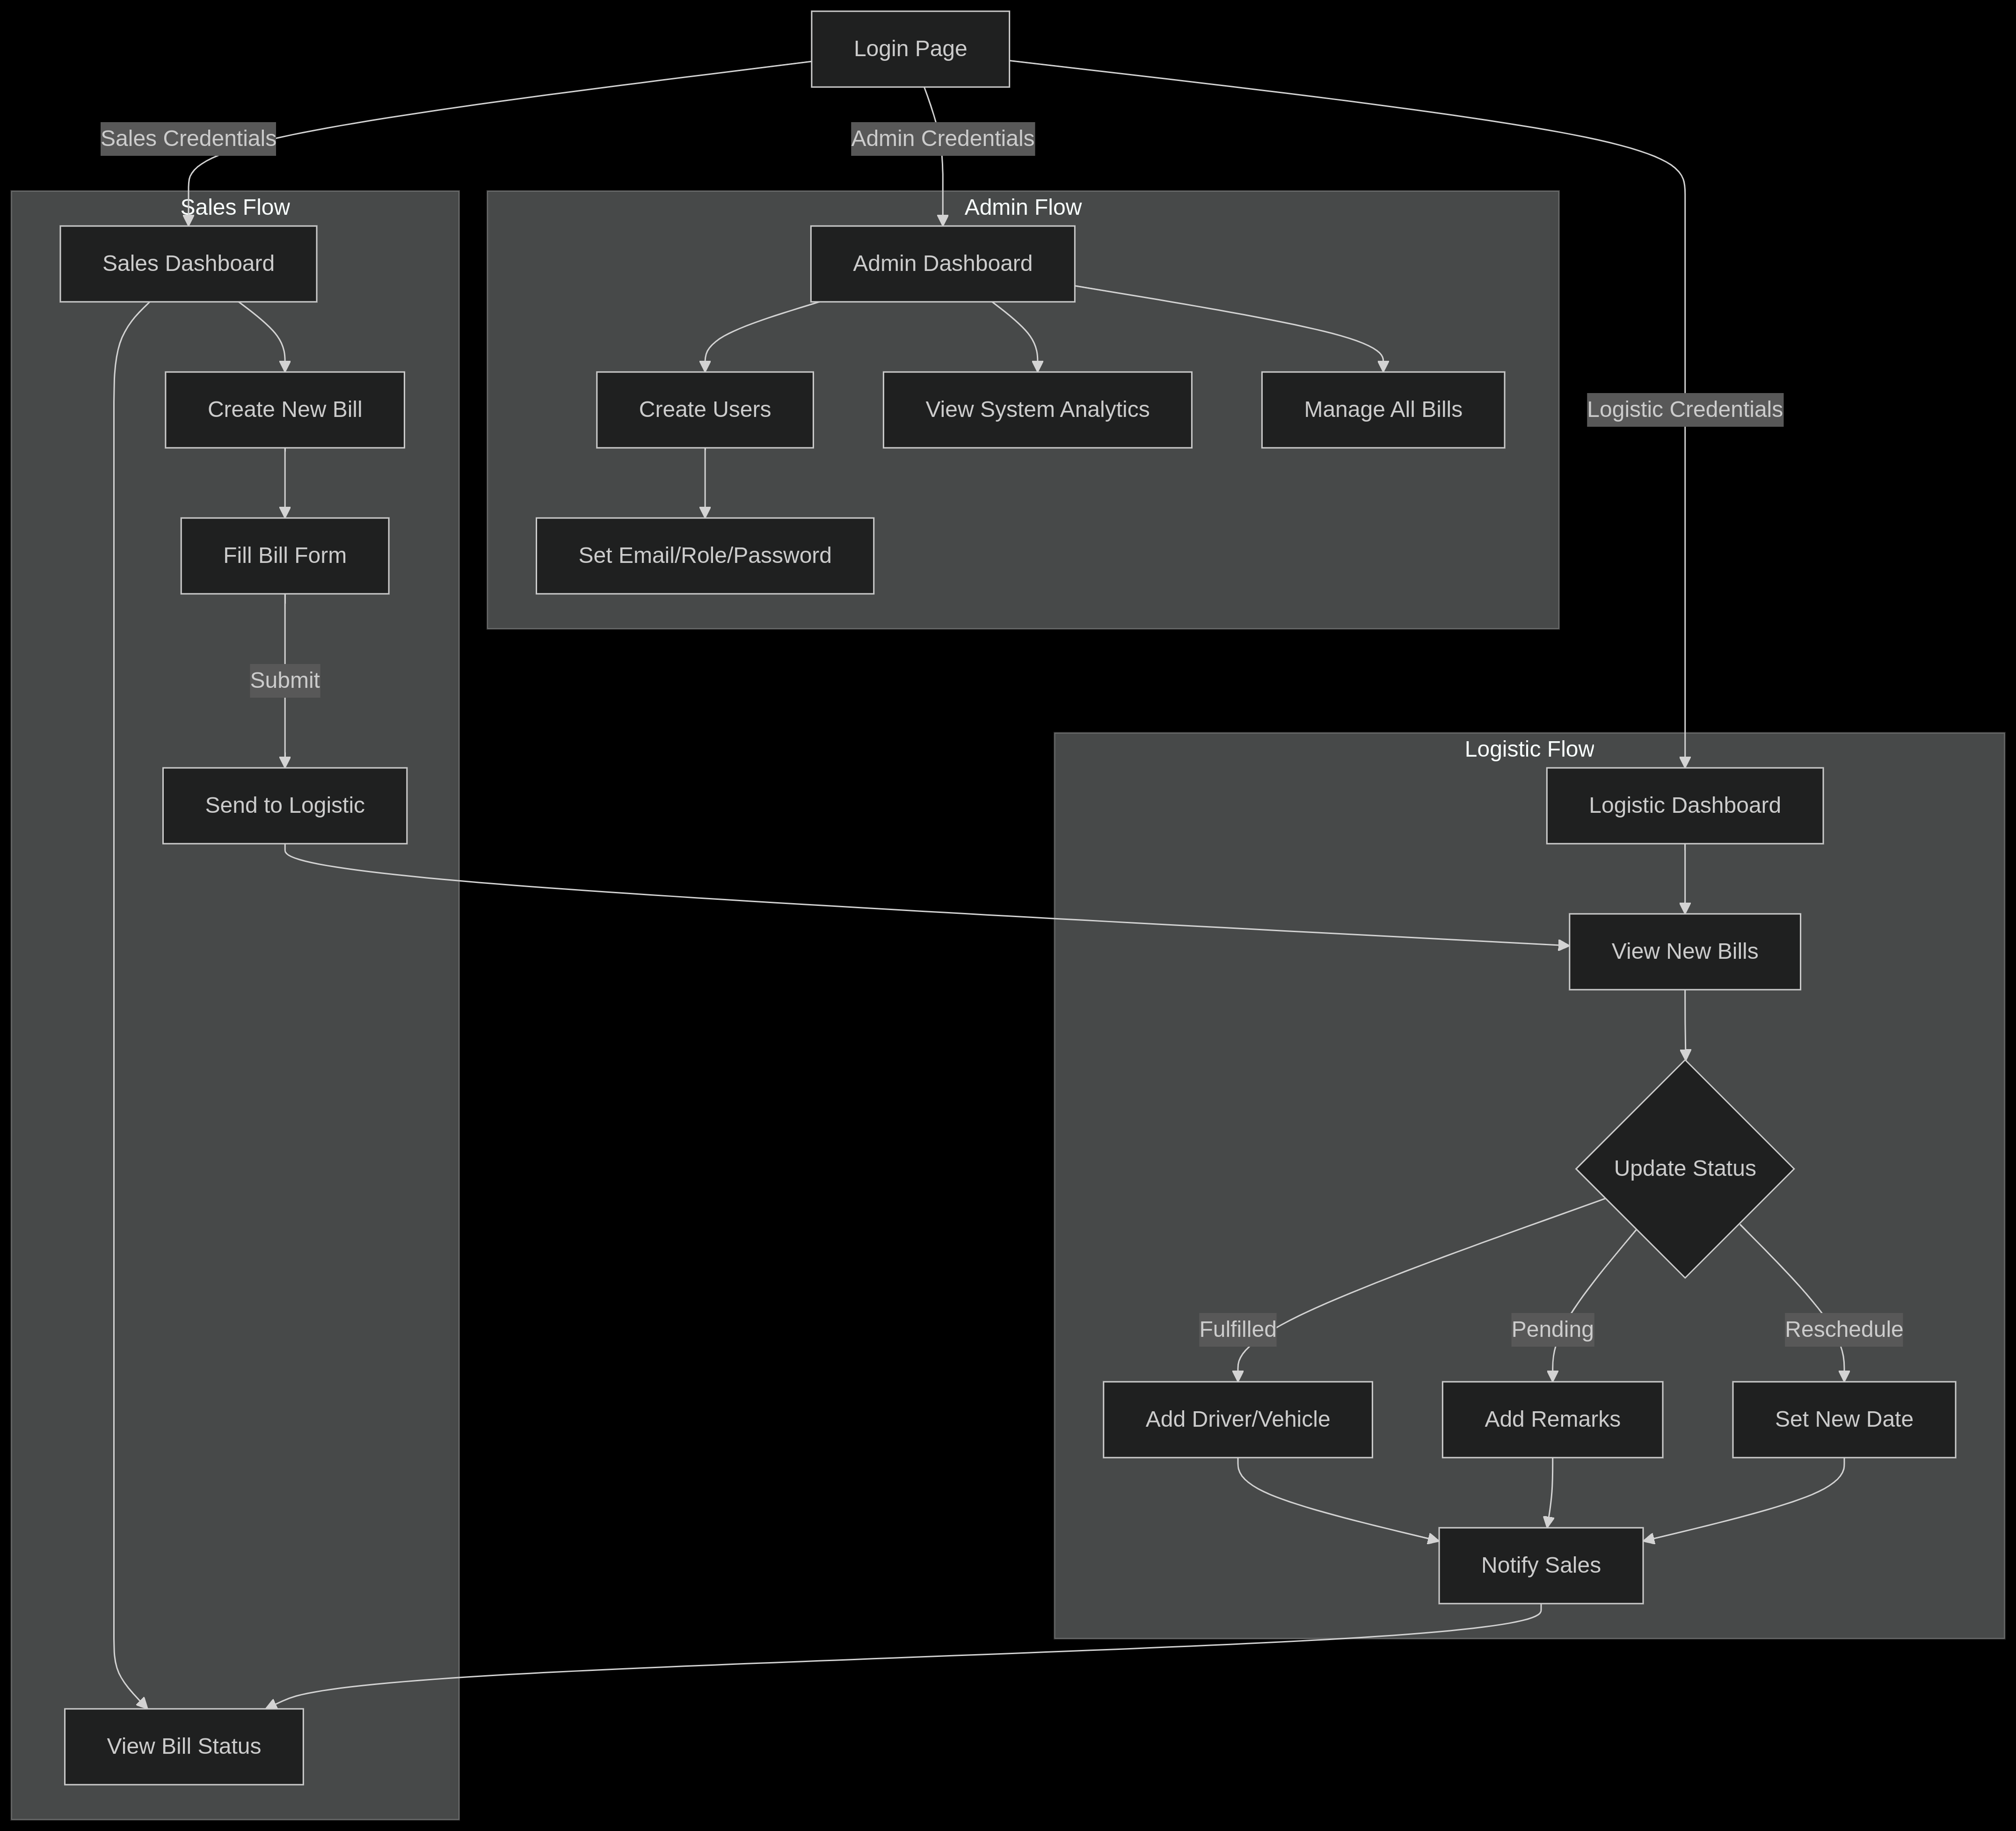 Login Page
Sales Credentials
Admin Credentials
Sales Flow
Admin Flow
Sales Dashboard
Admin Dashboard
Create New Bill
Create Users
View System Analytics
Manage All Bills
Logistic Credentials
Fill Bill Form
Set Email/Role/Password
Submit
Logistic Flow
Send to Logistic
Logistic Dashboard
View New Bills
Update Status
Fulfilled
Pending
Reschedule
Add Driver/Vehicle
Add Remarks
Set New Date
Notify Sales
View Bill Status